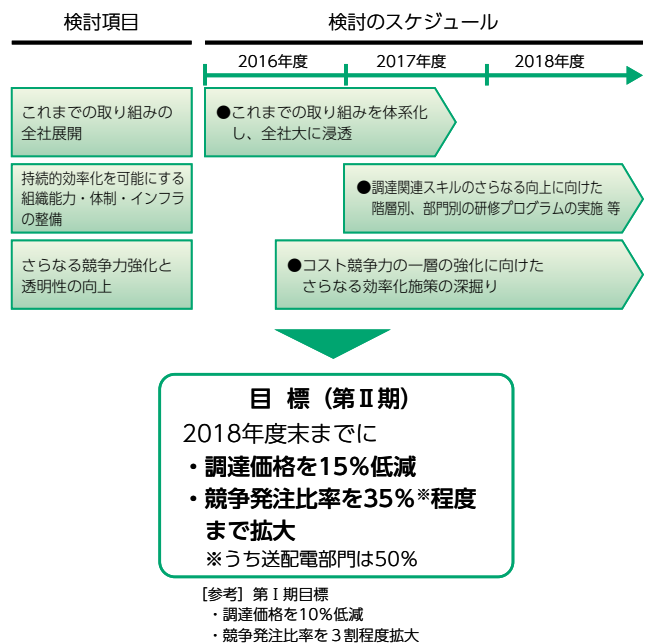 検討項目
検討のスケジュール
2016年度
2017年度
2018年度
これまでの取り組みの
全社展開
●これまでの取り組みを体系化
し、全社大に浸透
持続的効率化を可能にする
組織能力・体制・インフラ
の整備
●調達関連スキルのさらなる向上に向けた
階層別、部門別の研修プログラムの実施 等
さらなる競争力強化と
透明性の向上
●コスト競争力の一層の強化に向けた
さらなる効率化施策の深掘り
目 標（第Ⅱ期）
2018年度末までに
・調達価格を15%低減
・競争発注比率を35%※程度
まで拡大
※うち送配電部門は50%
［参考］第Ⅰ期目標
・調達価格を10%低減
・競争発注比率を３割程度拡大